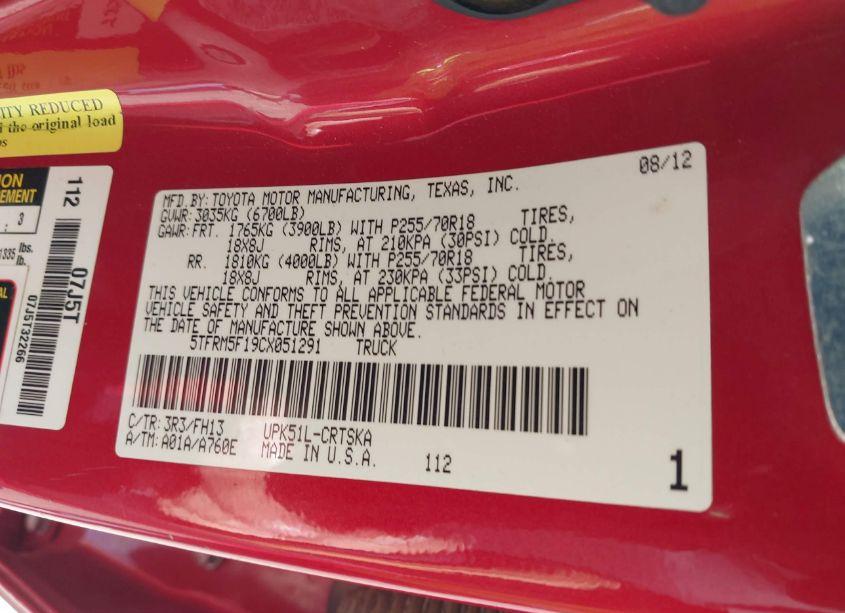 ITY REDUCED
the original load
ION
EMENT
3
lbs.
112
07J5T
07J5T32266
08/12
MFD. BY: TOYOTA MOTOR MANUFACTURING, TEXAS, INC.
GVWR: 3035KG (6700LB)
GAWR: FRT. 1765KG (3900LB) WITH P255/70R18 TIRES,
18X8J RIMS, AT 210KPA (30PSI) COLD.
RR. 1810KG (4000LB) WITH P255/70R18 TIRES,
18X8J RIMS, AT 230KPA (33PSI) COLD.
THIS VEHICLE CONFORMS TO ALL APPLICABLE FEDERAL MOTOR
VEHICLE SAFETY AND THEFT PREVENTION STANDARDS IN EFFECT ON
THE DATE OF MANUFACTURE SHOWN ABOVE.
5TFRM5F19CX051291 TRUCK
C/TR: 3R3/FH13 UPK51L-CRTSKA
A/TM: A01A/A760E MADE IN U.S.A. 112
1